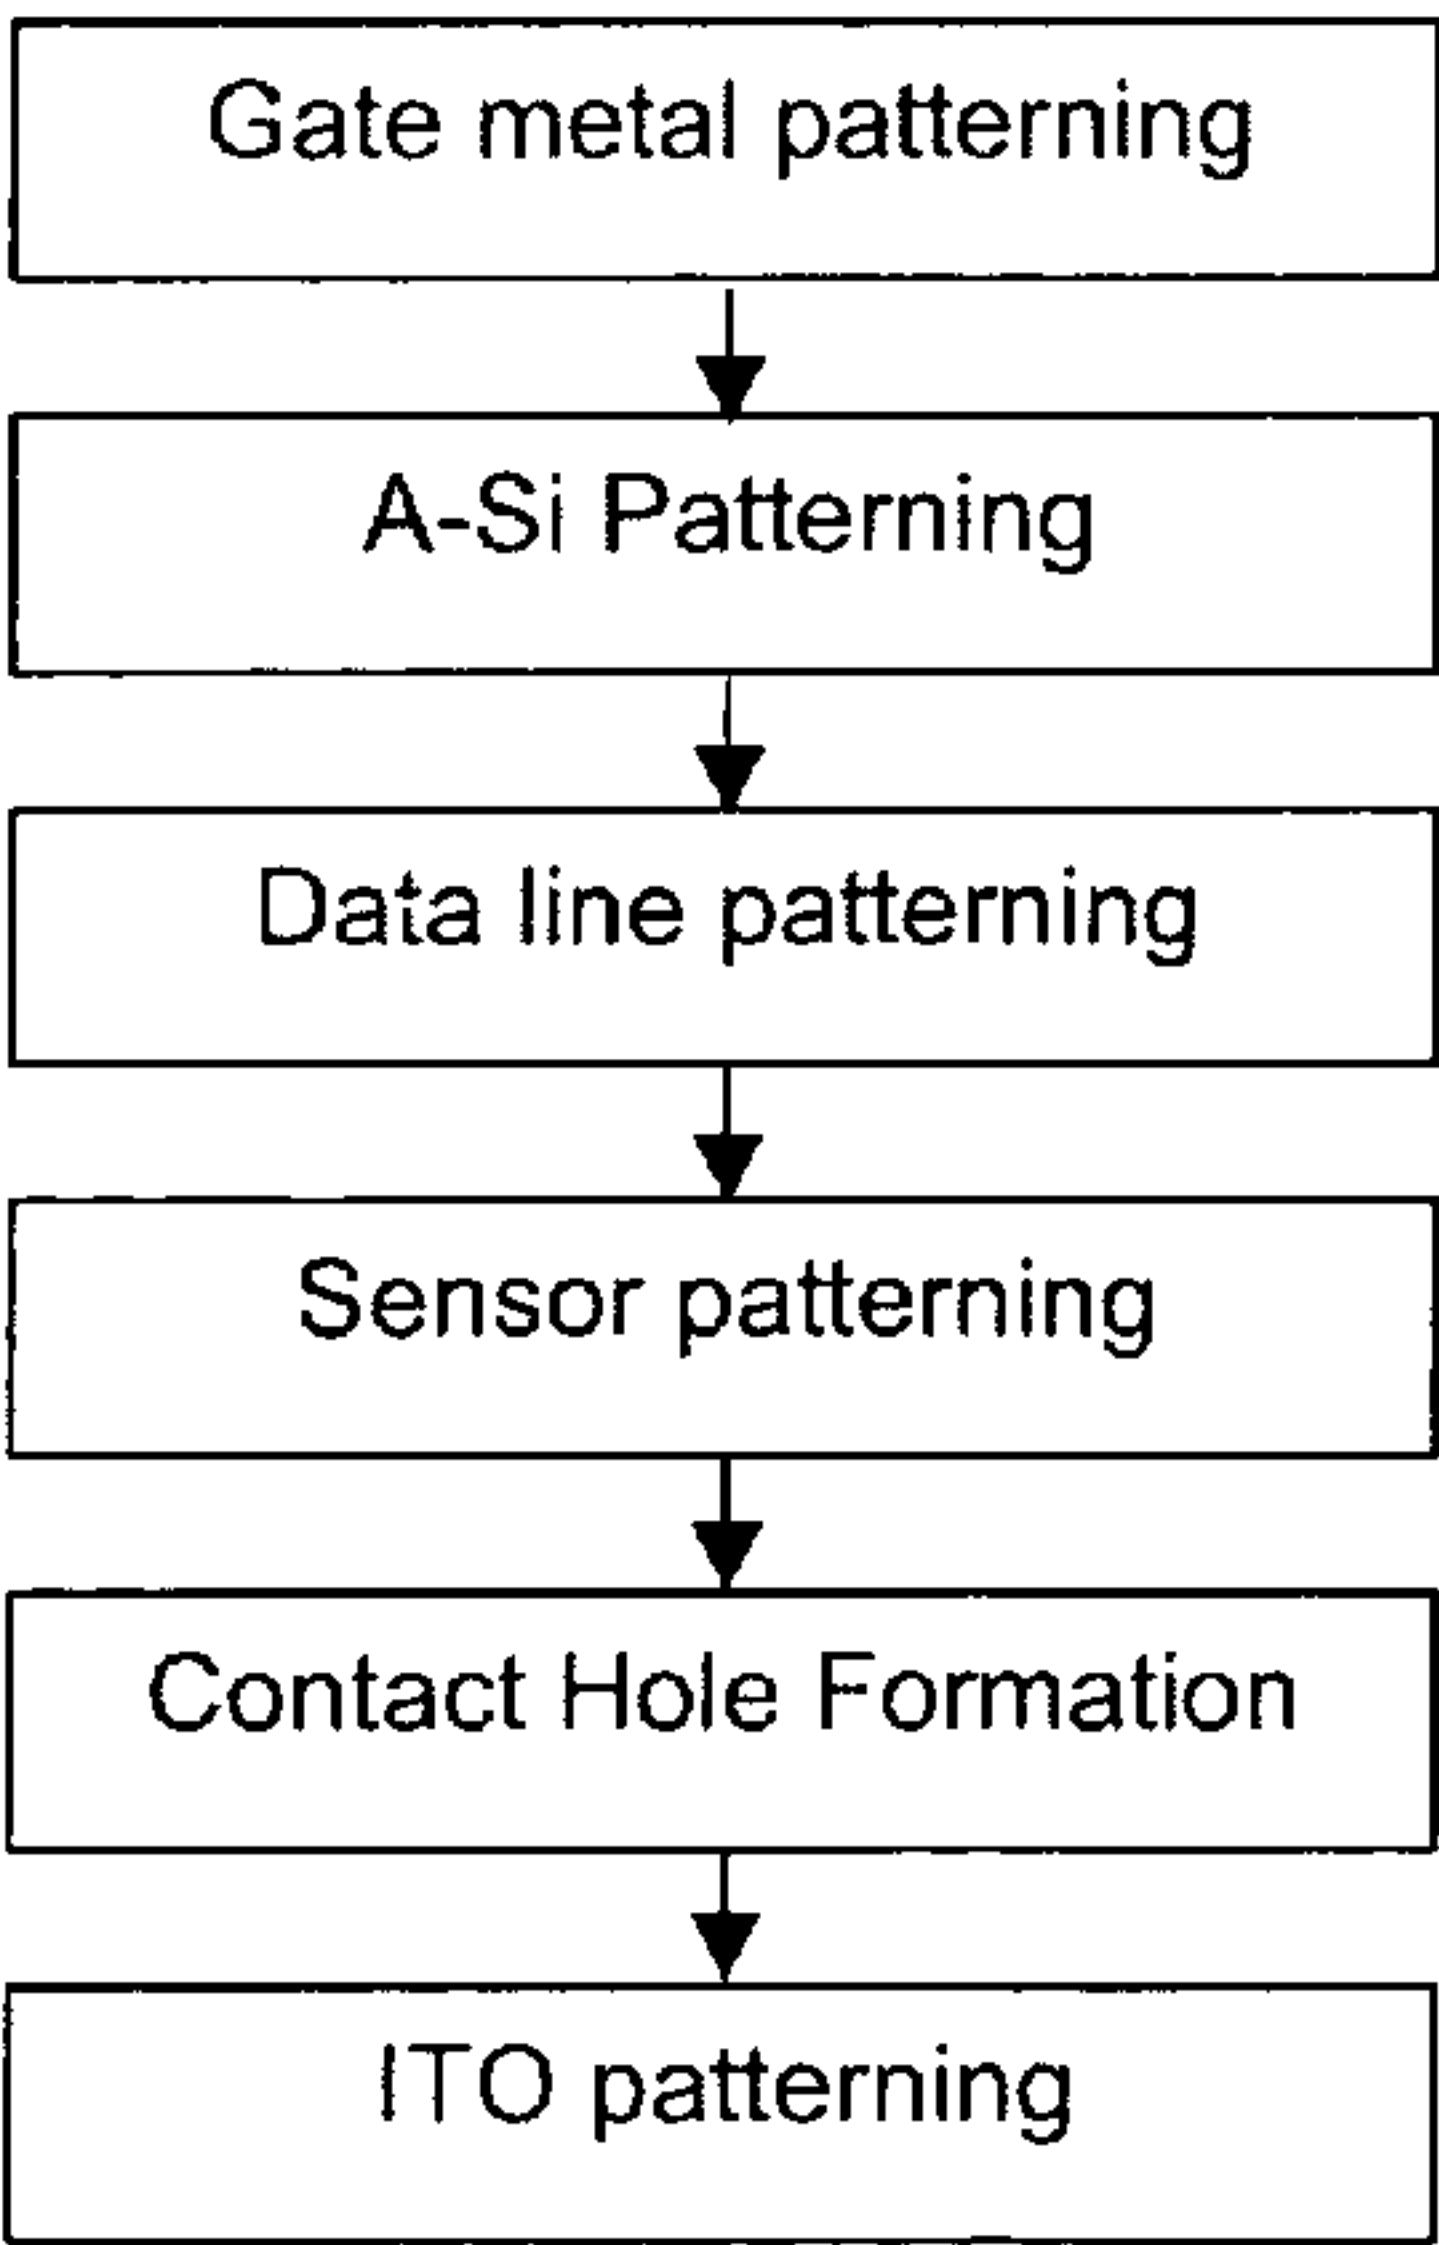 Gate metal patterning
A-Si Patterning
Data line patterning
Sensor patterning
Contact Hole Formation
ITO patterning